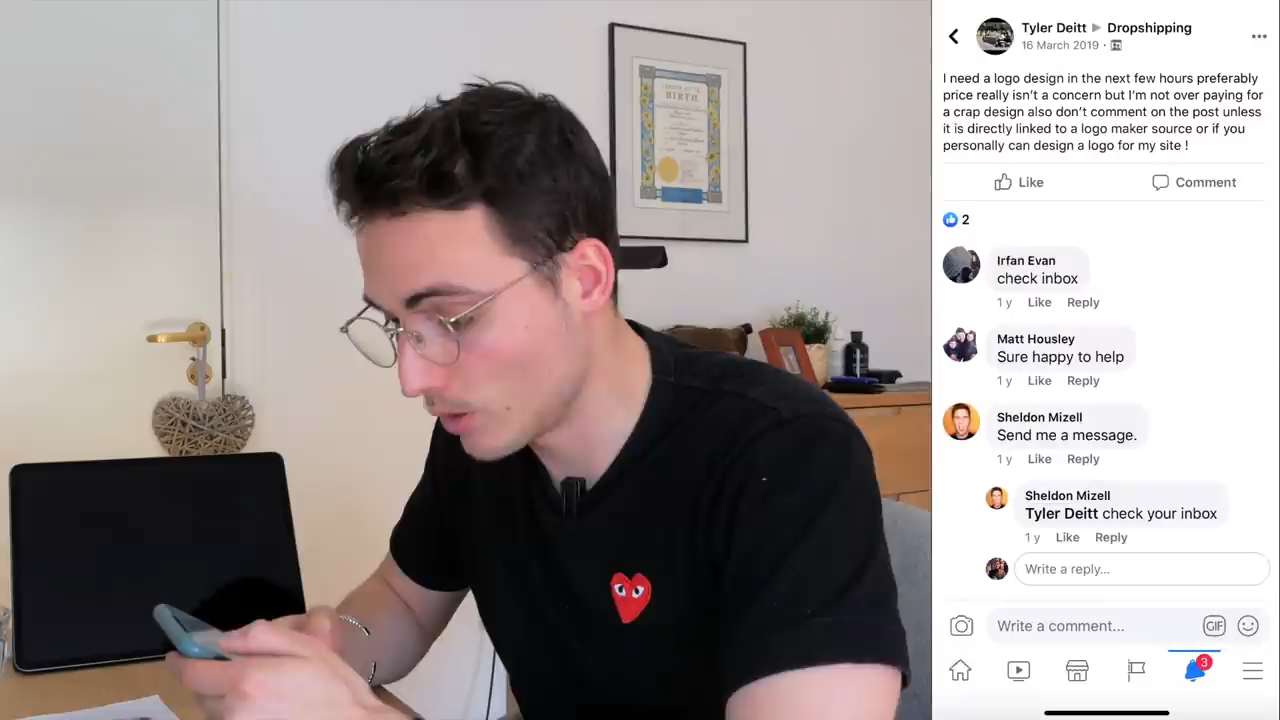 CERTIFICATE OF
BIRTH
Tyler Deitt ▶ Dropshipping
16 March 2019 ·
I need a logo design in the next few hours preferably
price really isn't a concern but I'm not over paying for
a crap design also don't comment on the post unless
it is directly linked to a logo maker source or if you
personally can design a logo for my site !
Like
Comment
2
Irfan Evan
check inbox
1 y Like Reply
Matt Housley
Sure happy to help
1 y Like Reply
Sheldon Mizell
Send me a message.
1 y Like Reply
Sheldon Mizell
Tyler Deitt check your inbox
1 y Like Reply
Write a reply...
Write a comment...
GIF
3